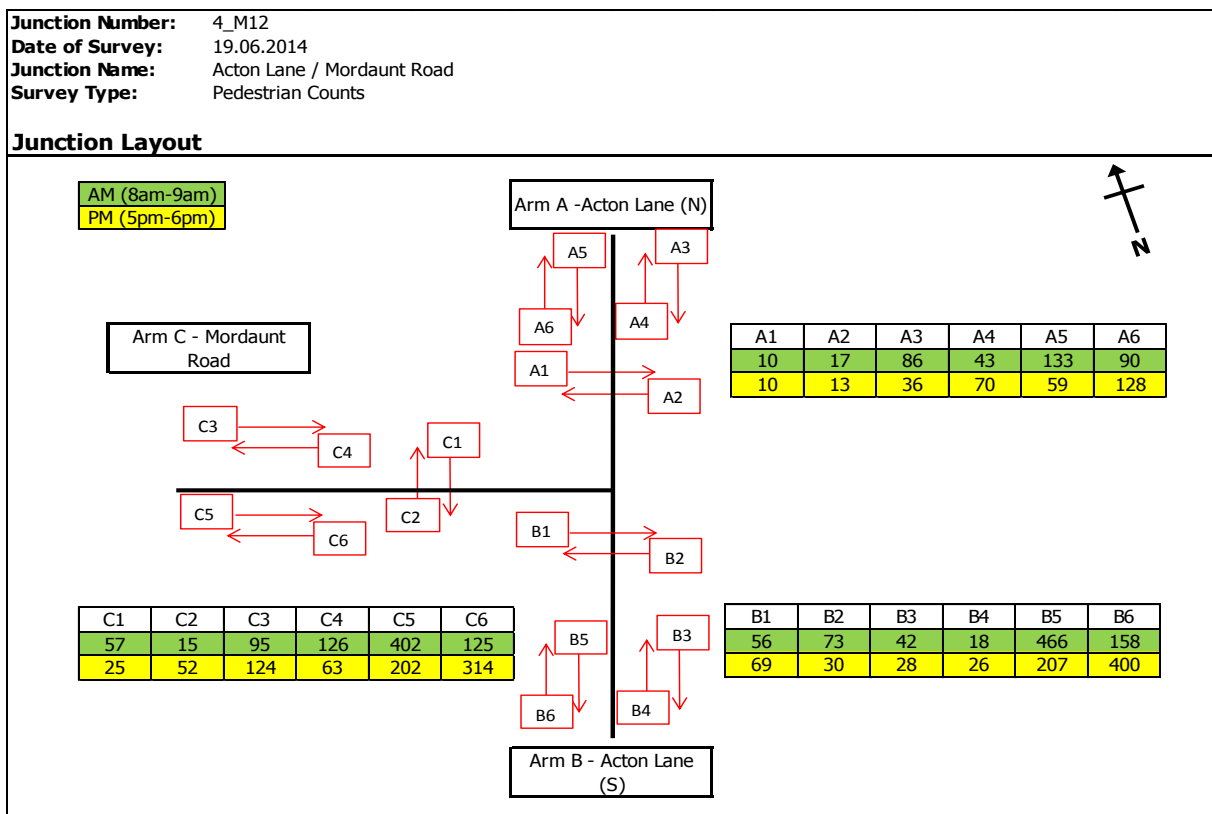 Junction Number: 4_M12
Date of Survey: 19.06.2014
Junction Name: Acton Lane / Mordaunt Road
Survey Type: Pedestrian Counts
Junction Layout
AM (8am-9am)
PM (5pm-6pm)
Arm A -Acton Lane (N)
N
A5
A3
A6
A4
Arm C - Mordaunt
Road
A1
A2
A1 A2 A3 A4 A5 A6
10 17 86 43 133 90
10 13 36 70 59 128
C3
C4
C1
C5
C6
C2
B1
B2
C1 C2 C3 C4 C5 C6
57 15 95 126 402 125
25 52 124 63 202 314
B5
B3
B6
B4
B1 B2 B3 B4 B5 B6
56 73 42 18 466 158
69 30 28 26 207 400
Arm B - Acton Lane
(S)